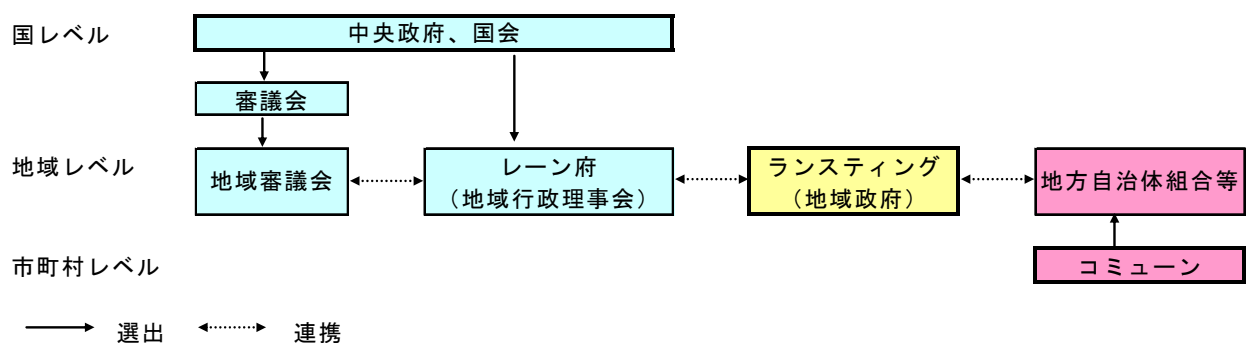 国レベル
中央政府、国会
審議会
地域レベル
地域審議会
レーン府
（地域行政理事会）
ランスティング
（地域政府）
地方自治体組合等
市町村レベル
コミューン
選出
連携